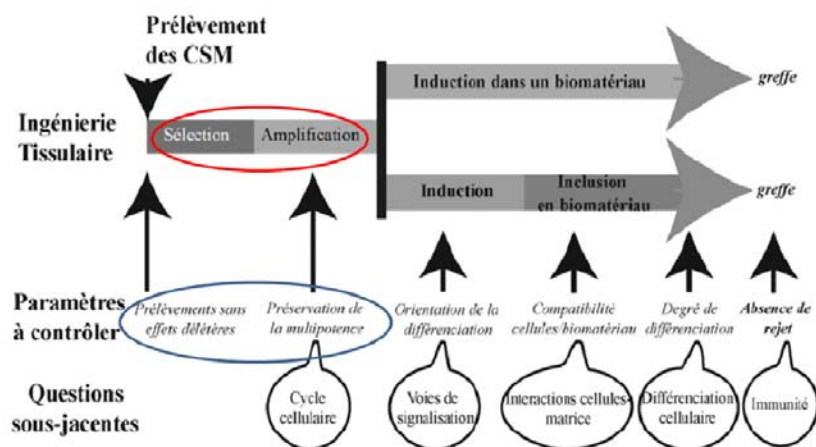 Prélèvement
des CSM
Induction dans un biomatériau
greffe
Ingénierie
Tissulaire
Sélection
Amplification
Induction
Inclusion
en biomatériau
greffe
Paramètres
à contrôler
Prélèvements sans
effets délétères
Préservation de
la multipotence
Orientation de la
différenciation
Compatibilité
cellules/biomatériau
Degré de
différenciation
Absence de
rejet
Questions
sous-jacentes
Cycle
cellulaire
Voies de
signalisation
Interactions cellules-
matrice
Différenciation
cellulaire
Immunité